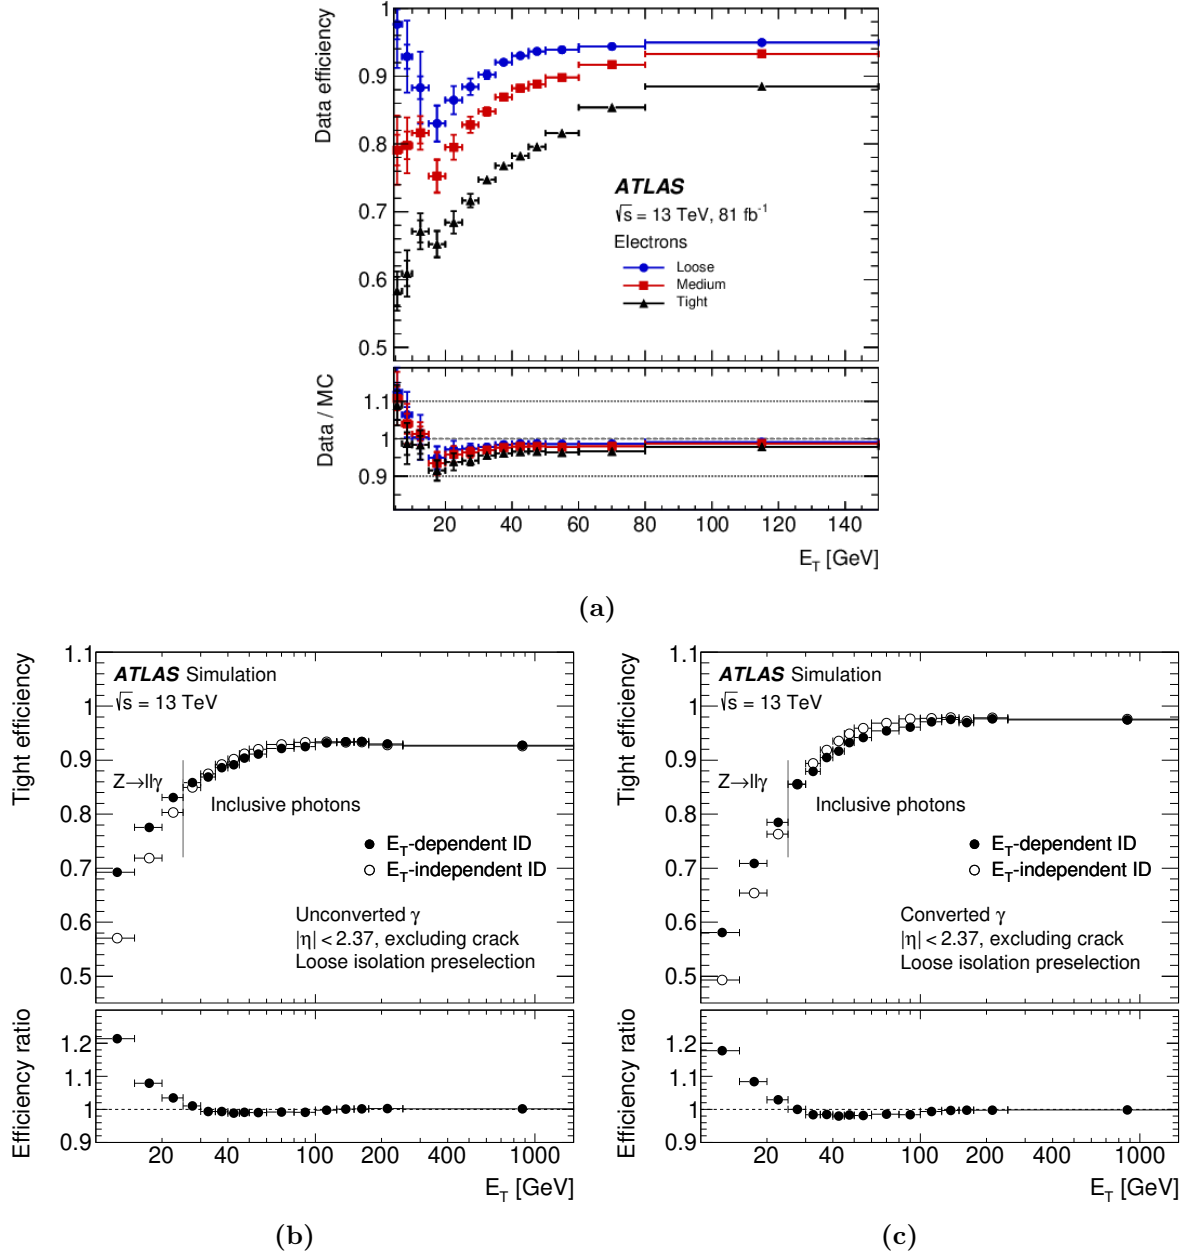 Data efficiency
1
0.9
0.8
0.7
0.6
0.5
ATLAS
√s = 13 TeV, 81 fb⁻¹
Electrons
Loose
Medium
Tight
Data / MC
1.1
1
0.9
20 40 60 80 100 120 140
E_T [GeV]
(a)
Tight efficiency
1.1
1
0.9
0.8
0.7
0.6
0.5
ATLAS Simulation
√s = 13 TeV
Z→llγ
Inclusive photons
E_T-dependent ID
E_T-independent ID
Unconverted γ
|η| < 2.37, excluding crack
Loose isolation preselection
Efficiency ratio
1.2
1.1
1
0.9
20 40 100 200 400 1000
E_T [GeV]
(b)
Tight efficiency
1.1
1
0.9
0.8
0.7
0.6
0.5
ATLAS Simulation
√s = 13 TeV
Z→llγ
Inclusive photons
E_T-dependent ID
E_T-independent ID
Converted γ
|η| < 2.37, excluding crack
Loose isolation preselection
Efficiency ratio
1.2
1.1
1
0.9
20 40 100 200 400 1000
E_T [GeV]
(c)